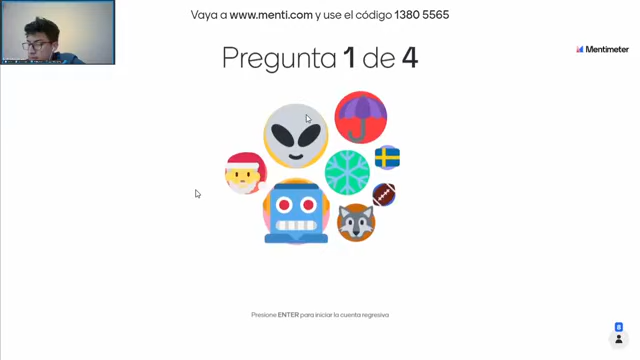 Vaya a www.menti.com y use el código 1380 5565
Mentimeter
Pregunta 1 de 4
Presione ENTER para iniciar la cuenta regresiva
8